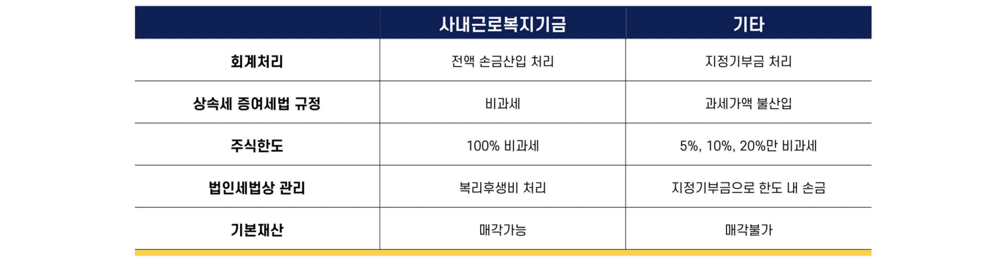 사내근로복지기금 기타
회계처리 전액 손금산입 처리 지정기부금 처리
상속세 증여세법 규정 비과세 과세가액 불산입
주식한도 100% 비과세 5%, 10%, 20%만 비과세
법인세법상 관리 복리후생비 처리 지정기부금으로 한도 내 손금
기본재산 매각가능 매각불가